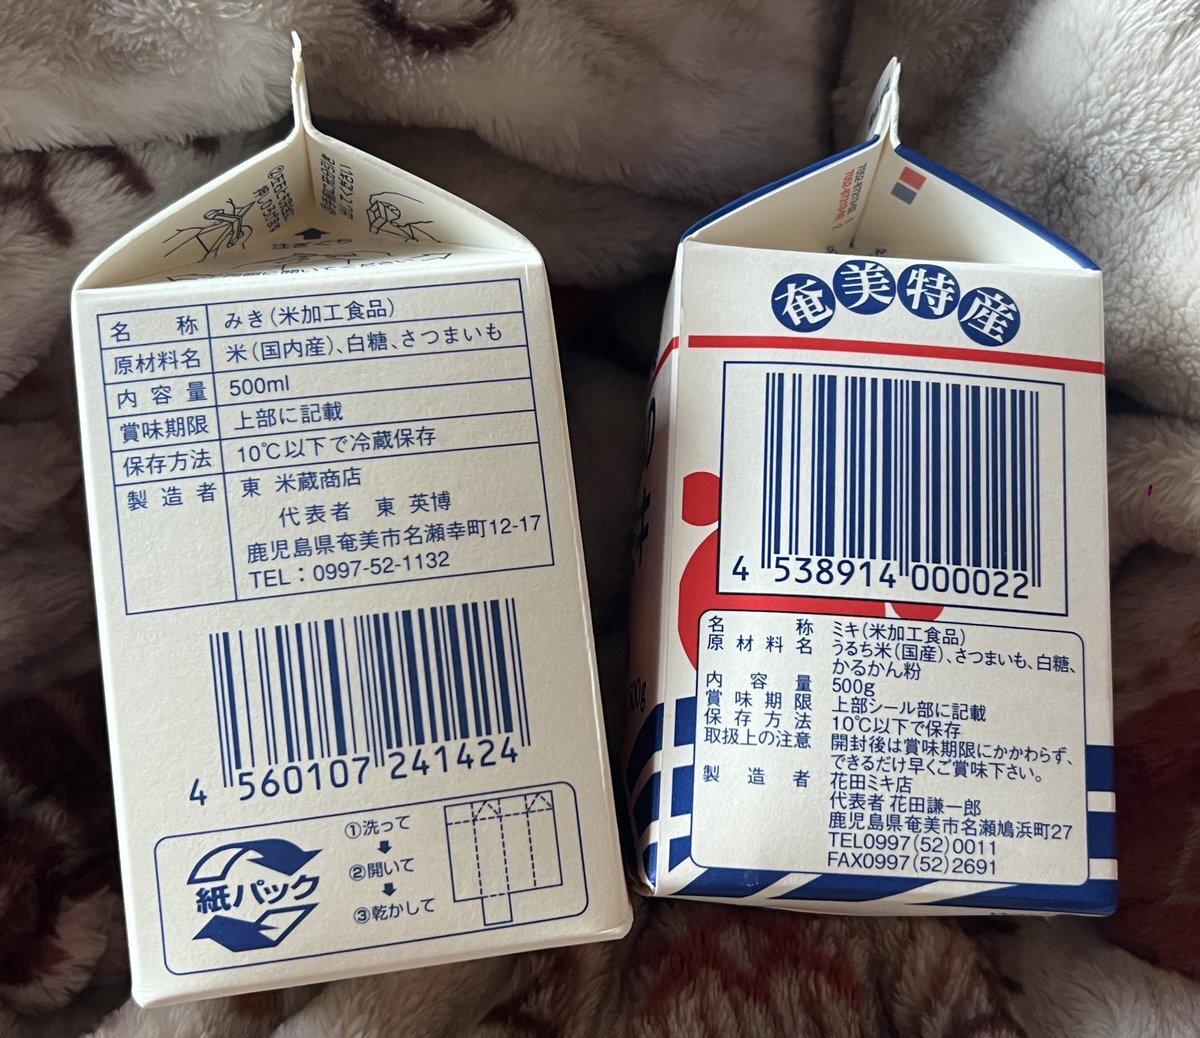 注ぎぐち
名称 みき(米加工食品)
原材料名 米(国内産)、白糖、さつまいも
内容量 500ml
賞味期限 上部に記載
保存方法 10℃以下で冷蔵保存
製造者 東 米蔵商店
代表者 東 英博
鹿児島県奄美市名瀬幸町12-17
TEL:0997-52-1132
4 560107 241424
紙パック
①洗って
②開いて
③乾かして
奄美特産
4 538914 000022
名称 ミキ(米加工食品)
原材料名 うるち米(国産)、さつまいも、白糖、
かるかん粉
内容量 500g
賞味期限 上部シール部に記載
保存方法 10℃以下で保存
取扱上の注意 開封後は賞味期限にかかわらず、
できるだけ早くご賞味下さい。
製造者 花田ミキ店
代表者 花田謙一郎
鹿児島県奄美市名瀬鳩浜町27
TEL0997(52)0011
FAX0997(52)2691